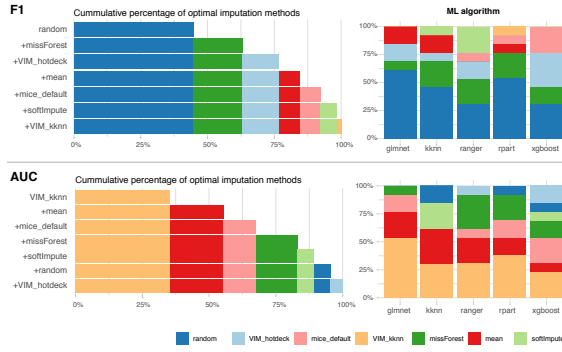 F1
Cummulative percentage of optimal imputation methods
random
+missForest
+VIM_hotdeck
+mean
+mice_default
+softImpute
+VIM_kknn
0%
25%
50%
75%
100%
ML algorithm
100%
75%
50%
25%
0%
glmnet
kknn
ranger
rpart
xgboost
AUC
Cummulative percentage of optimal imputation methods
VIM_kknn
+mean
+mice_default
+missForest
+softImpute
+random
+VIM_hotdeck
0%
25%
50%
75%
100%
100%
75%
50%
25%
0%
glmnet
kknn
ranger
rpart
xgboost
random
VIM_hotdeck
mice_default
VIM_kknn
missForest
mean
softImpute